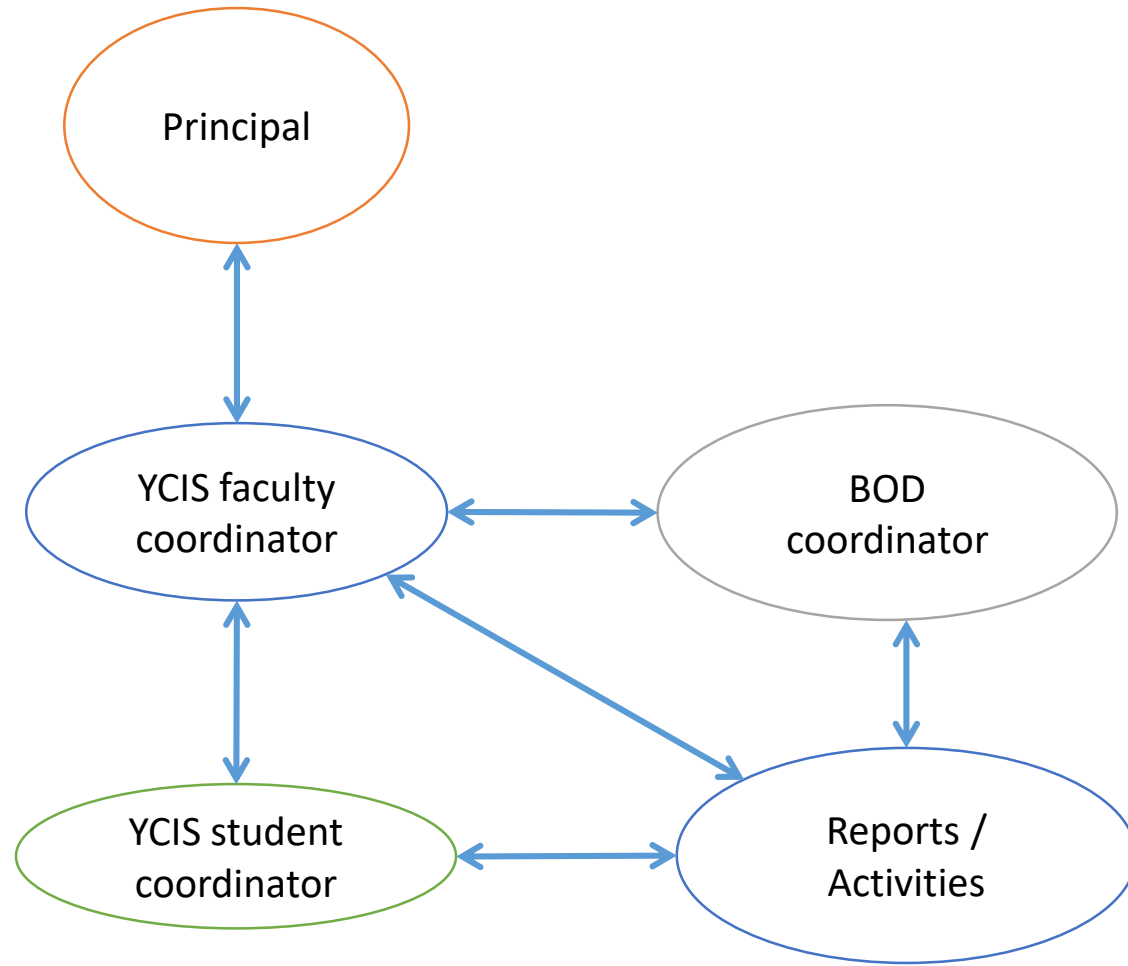 Principal
YCIS faculty
coordinator
BOD
coordinator
YCIS student
coordinator
Reports /
Activities